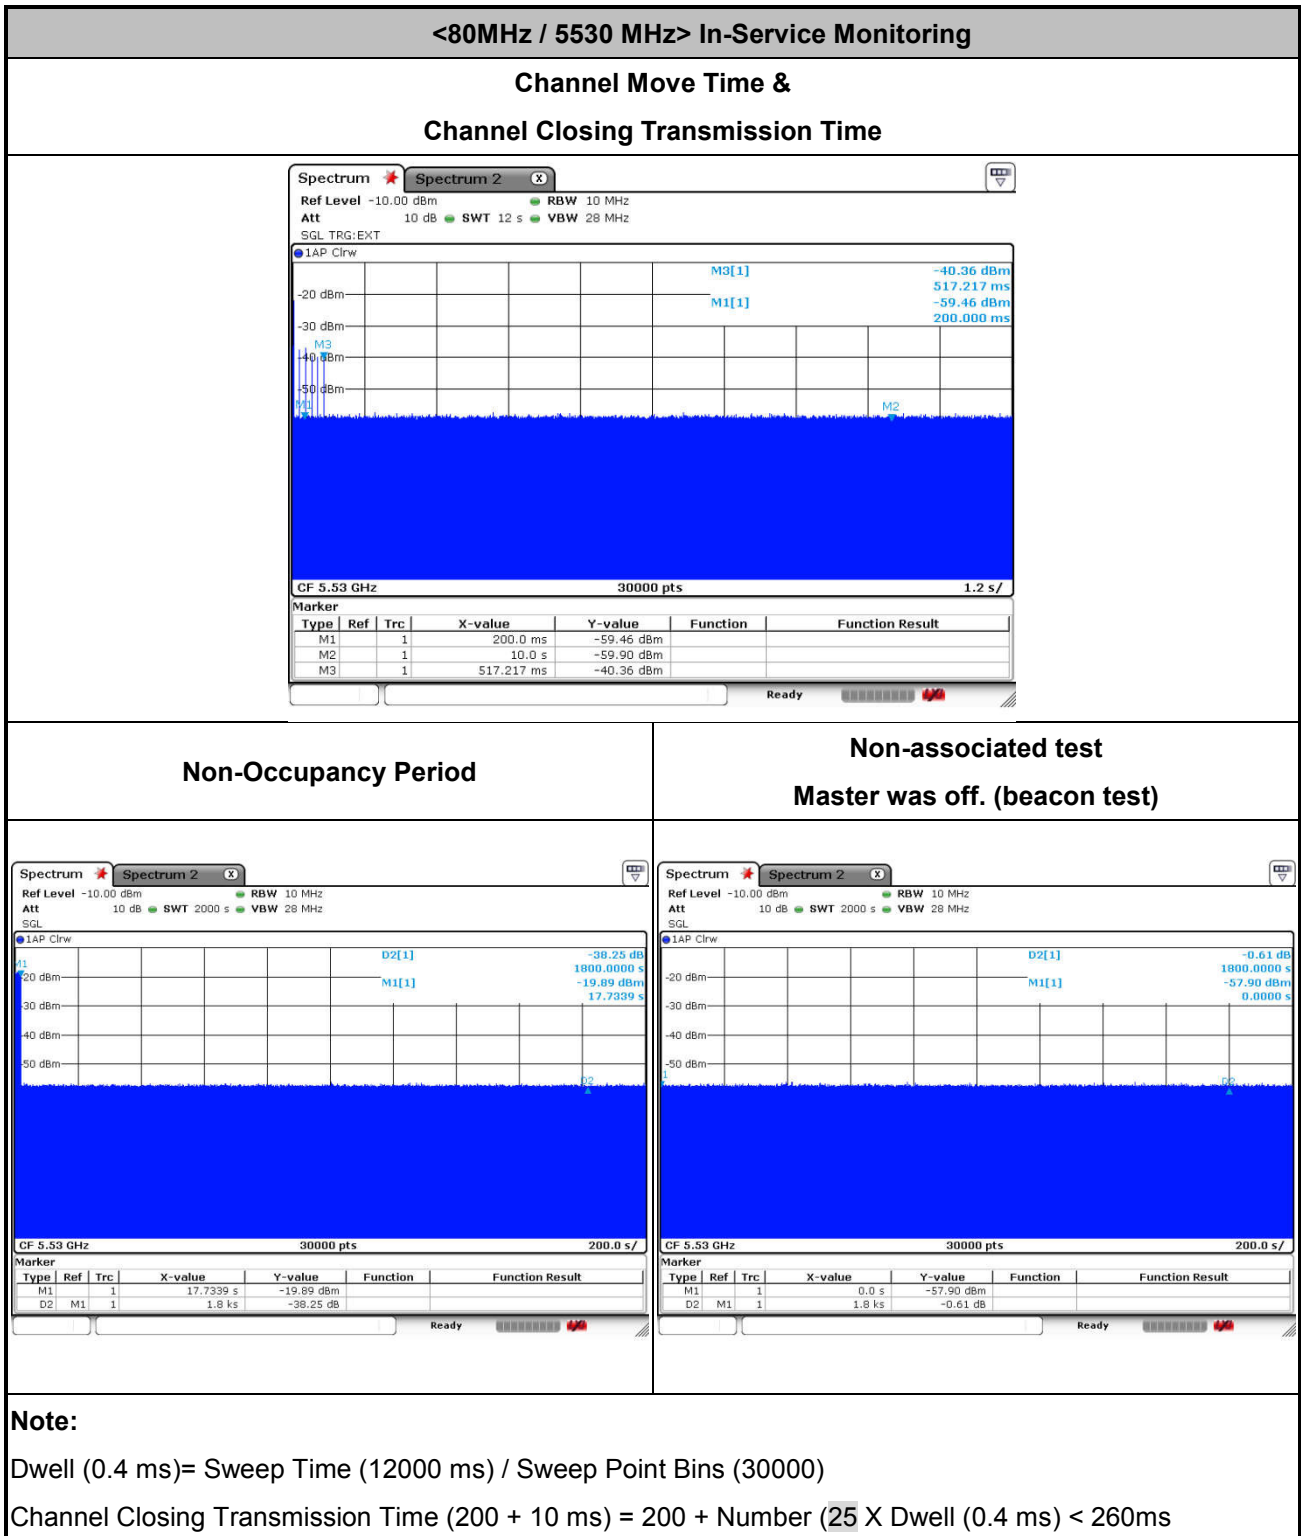 <80MHz / 5530 MHz> In-Service Monitoring
Channel Move Time &
Channel Closing Transmission Time
Spectrum Spectrum 2 X
Ref Level -10.00 dBm RBW 10 MHz
Att 10 dB SWT 12 s VBW 28 MHz
SGL TRG:EXT
1AP Clrw
M3[1] -40.36 dBm
517.217 ms
-20 dBm
M1[1] -59.46 dBm
200.000 ms
-30 dBm
M3
-40 dBm
-50 dBm
M1
M2
CF 5.53 GHz 30000 pts 1.2 s/
Marker
Type Ref Trc X-value Y-value Function Function Result
M1 1 200.0 ms -59.46 dBm
M2 1 10.0 s -59.90 dBm
M3 1 517.217 ms -40.36 dBm
Ready
Non-Occupancy Period
Non-associated test
Master was off. (beacon test)
Spectrum Spectrum 2 X
Ref Level -10.00 dBm RBW 10 MHz
Att 10 dB SWT 2000 s VBW 28 MHz
SGL
1AP Clrw
D2[1] -38.25 dB
1800.0000 s
M1
-20 dBm
M1[1] -19.89 dBm
17.7339 s
-30 dBm
-40 dBm
-50 dBm
D2
CF 5.53 GHz 30000 pts 200.0 s/
Marker
Type Ref Trc X-value Y-value Function Function Result
M1 1 17.7339 s -19.89 dBm
D2 M1 1 1.8 ks -38.25 dB
Ready
Spectrum Spectrum 2 X
Ref Level -10.00 dBm RBW 10 MHz
Att 10 dB SWT 2000 s VBW 28 MHz
SGL
1AP Clrw
D2[1] -0.61 dB
1800.0000 s
-20 dBm
M1[1] -57.90 dBm
0.0000 s
-30 dBm
-40 dBm
-50 dBm
1
D2
CF 5.53 GHz 30000 pts 200.0 s/
Marker
Type Ref Trc X-value Y-value Function Function Result
M1 1 0.0 s -57.90 dBm
D2 M1 1 1.8 ks -0.61 dB
Ready
Note:
Dwell (0.4 ms)= Sweep Time (12000 ms) / Sweep Point Bins (30000)
Channel Closing Transmission Time (200 + 10 ms) = 200 + Number (25 X Dwell (0.4 ms) < 260ms